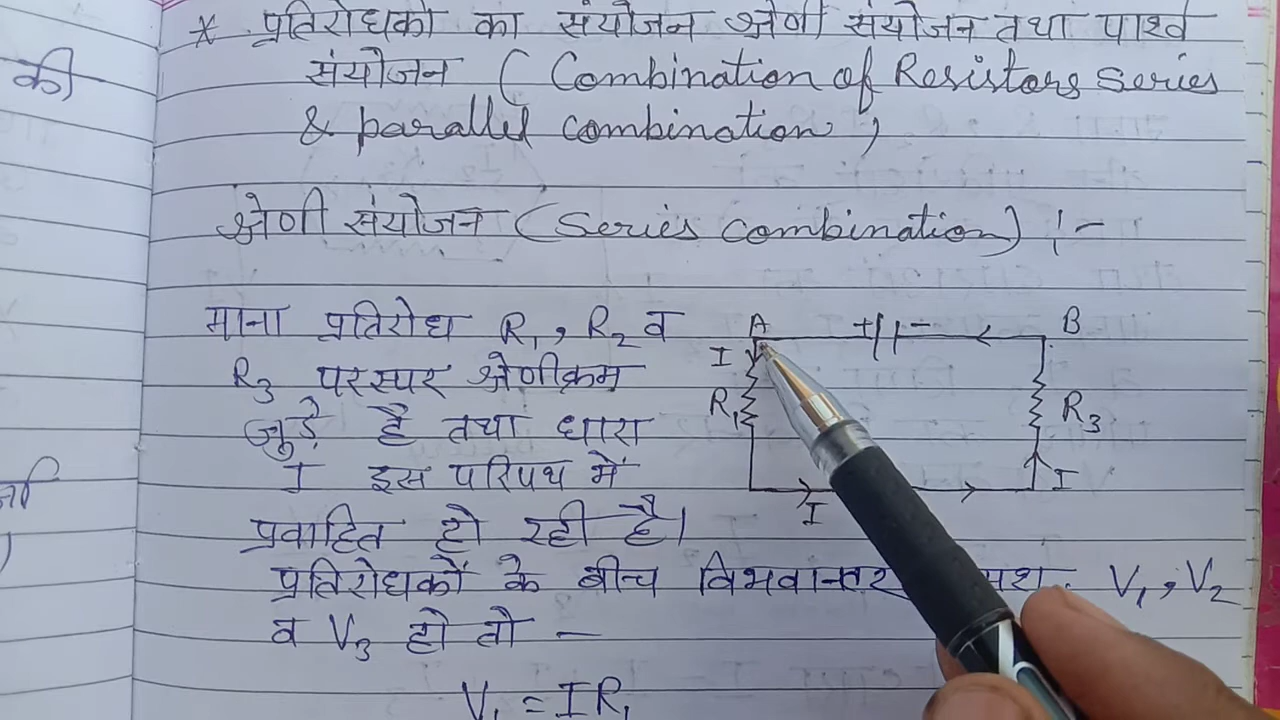 * प्रतिरोधकों का संयोजन श्रेणी संयोजन तथा पार्श्व
संयोजन (Combination of Resistors series
& parallel combination)
की
श्रेणी संयोजन (Series combination) :-
माना प्रतिरोध R₁, R₂ व
R₃ परस्पर श्रेणीक्रम
जुड़े है तथा धारा
I इस परिपथ में
प्रवाहित हो रही है।
प्रतिरोधकों के बीच विभवान्तर V₁, V₂
व V₃ हो तो —
V₁ = IR₁
A + - B
I
R₁ R₃
I I